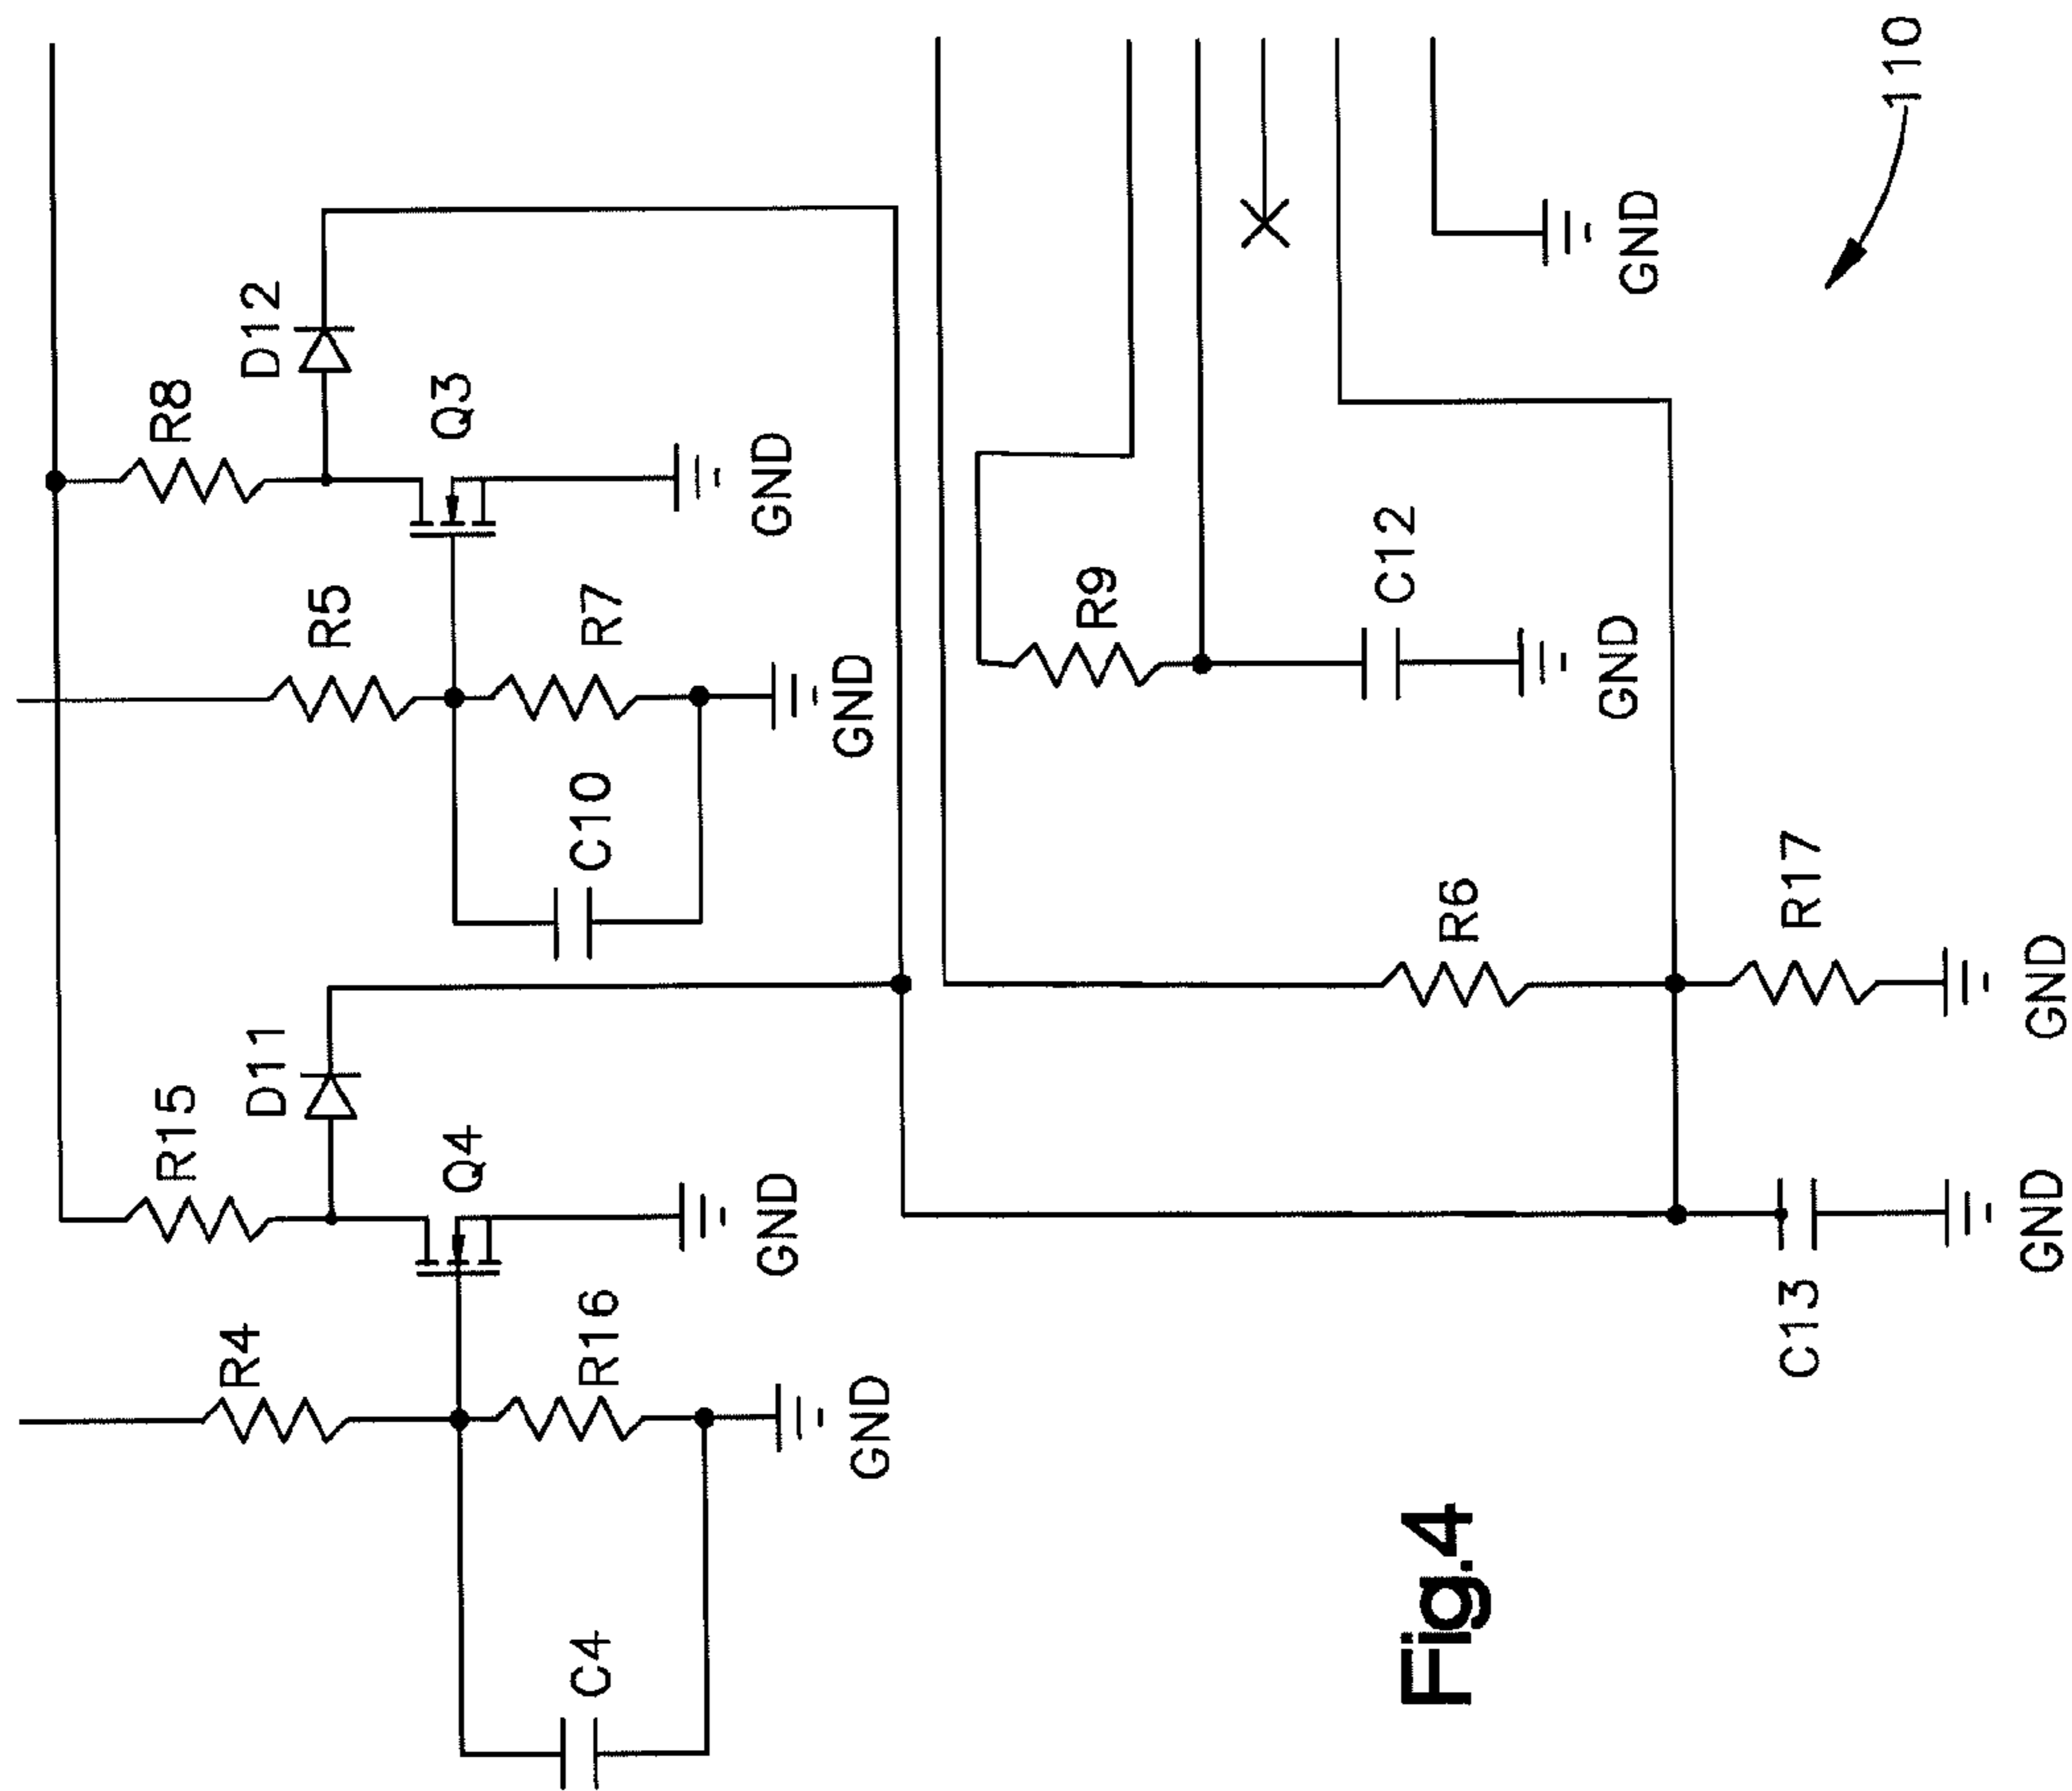 R15
R8
R4
D11
D12
R5
Q4
Q3
C4
R16
C10
R7
GND
GND
GND
GND
R9
C12
R6
Fig.4
GND
GND
C13
R17
110
GND
GND